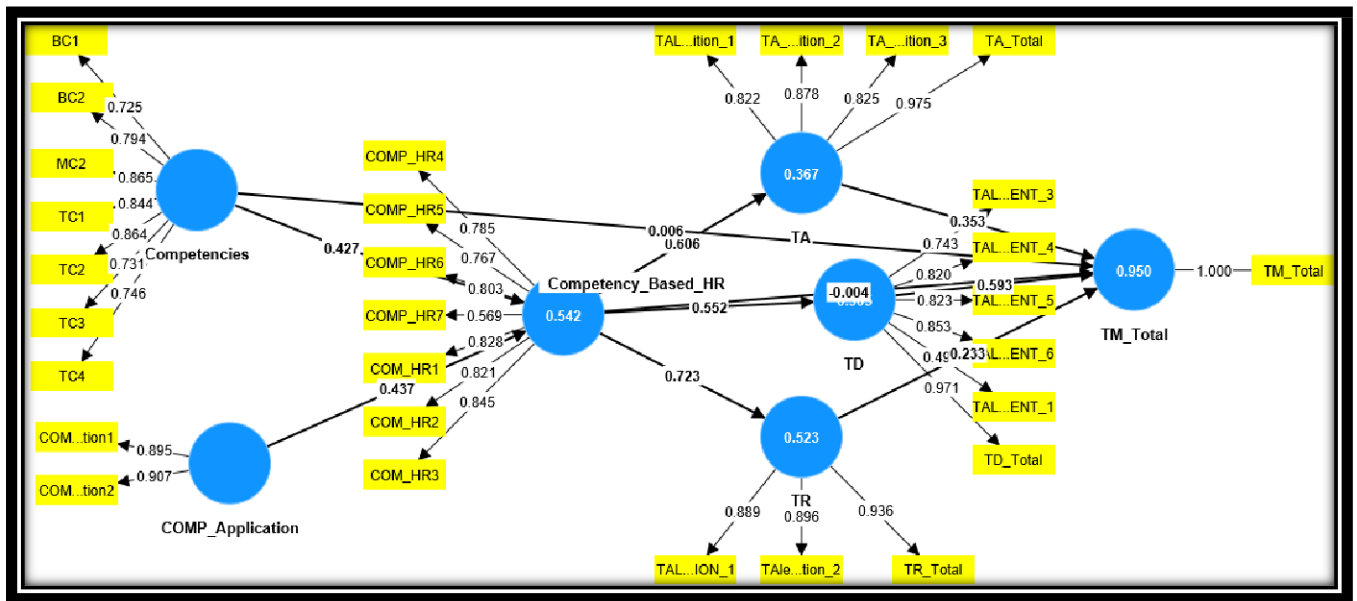 BC1
BC2
MC2
TC1
TC2
TC3
TC4
0.725
0.794
0.865
0.844
0.864
0.731
0.746
Competencies
COM...tion1
COM...tion2
0.895
0.907
COMP_Application
0.427
0.437
COMP_HR4
COMP_HR5
COMP_HR6
COMP_HR7
COM_HR1
COM_HR2
COM_HR3
0.785
0.767
0.803
0.569
0.828
0.821
0.845
Competency_Based_HR
0.542
0.006
0.606
0.552
0.723
TAL...ition_1
TA_...ition_2
TA_...ition_3
TA_Total
0.822
0.878
0.825
0.975
0.367
TA
-0.004
TD
0.353
0.593
0.233
TAL...ENT_3
TAL...ENT_4
TAL...ENT_5
AL...ENT_6
TAL...ENT_1
TD_Total
0.743
0.820
0.823
0.853
0.971
0.523
TR
0.889
0.896
0.936
TAL...ION_1
TAle...tion_2
TR_Total
0.950
TM_Total
1.000
TM_Total